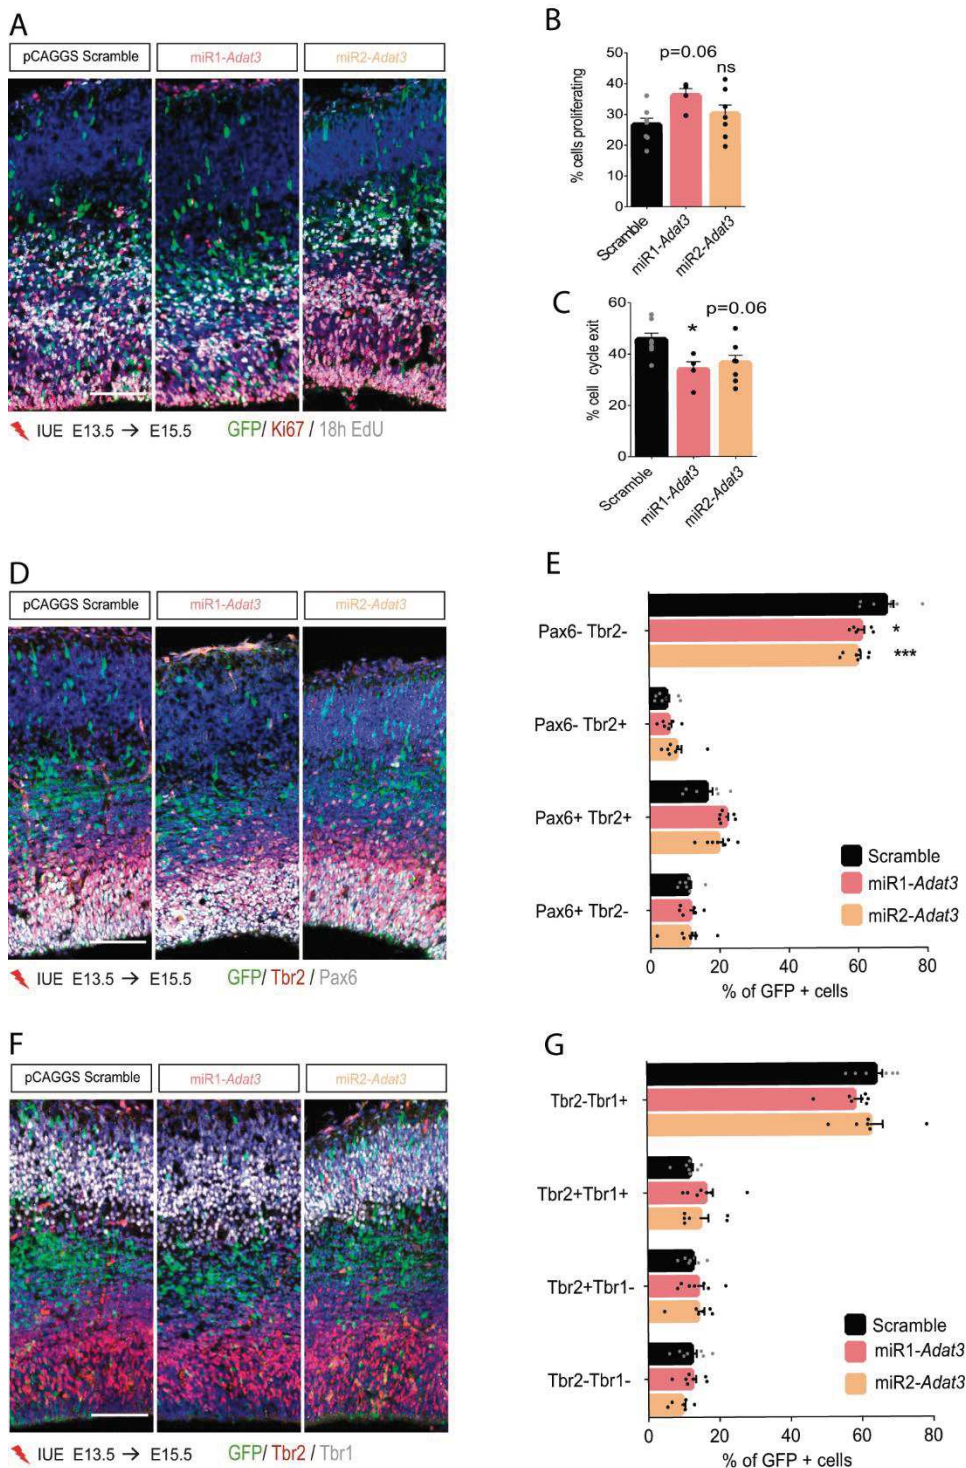 A
pCAGGS Scramble
miR1-Adat3
miR2-Adat3
IUE E13.5 → E15.5 GFP/ Ki67 / 18h EdU
B
% cells proliferating
50
40
30
20
10
0
p=0.06
ns
Scramble
miR1-Adat3
miR2-Adat3
C
% cell cycle exit
60
40
20
0
*
p=0.06
Scramble
miR1-Adat3
miR2-Adat3
D
pCAGGS Scramble
miR1-Adat3
miR2-Adat3
IUE E13.5 → E15.5 GFP/ Tbr2 / Pax6
E
Pax6- Tbr2-
*
***
Pax6- Tbr2+
Pax6+ Tbr2+
Pax6+ Tbr2-
Scramble
miR1-Adat3
miR2-Adat3
0 20 40 60 80
% of GFP + cells
F
pCAGGS Scramble
miR1-Adat3
miR2-Adat3
IUE E13.5 → E15.5 GFP/ Tbr2 / Tbr1
G
Tbr2-Tbr1+
Tbr2+Tbr1+
Tbr2+Tbr1-
Tbr2-Tbr1-
Scramble
miR1-Adat3
miR2-Adat3
0 20 40 60 80
% of GFP + cells